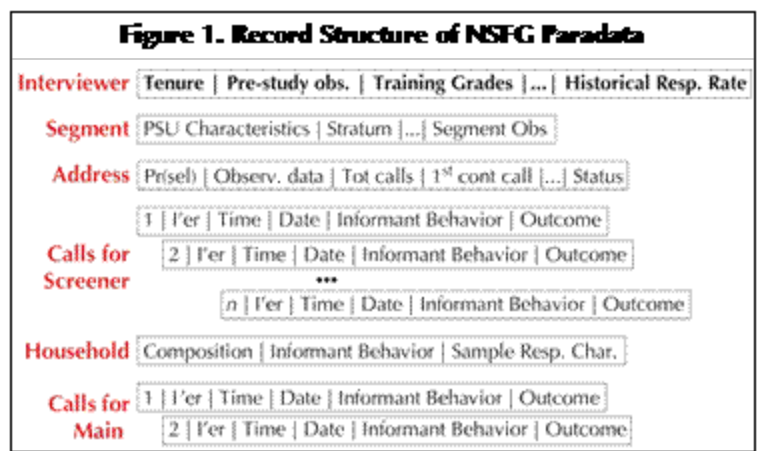 Figure 1. Record Structure of NSFG Paradata
Interviewer Tenure | Pre-study obs. | Training Grades |...| Historical Resp. Rate
Segment PSU Characteristics | Stratum |...| Segment Obs
Address Pr(sel) | Observ. data | Tot calls | 1st cont call |...| Status
1 | I'er | Time | Date | Informant Behavior | Outcome
Calls for Screener 2 | I'er | Time | Date | Informant Behavior | Outcome
...
n | I'er | Time | Date | Informant Behavior | Outcome
Household Composition | Informant Behavior | Sample Resp. Char.
Calls for Main 1 | I'er | Time | Date | Informant Behavior | Outcome
2 | I'er | Time | Date | Informant Behavior | Outcome